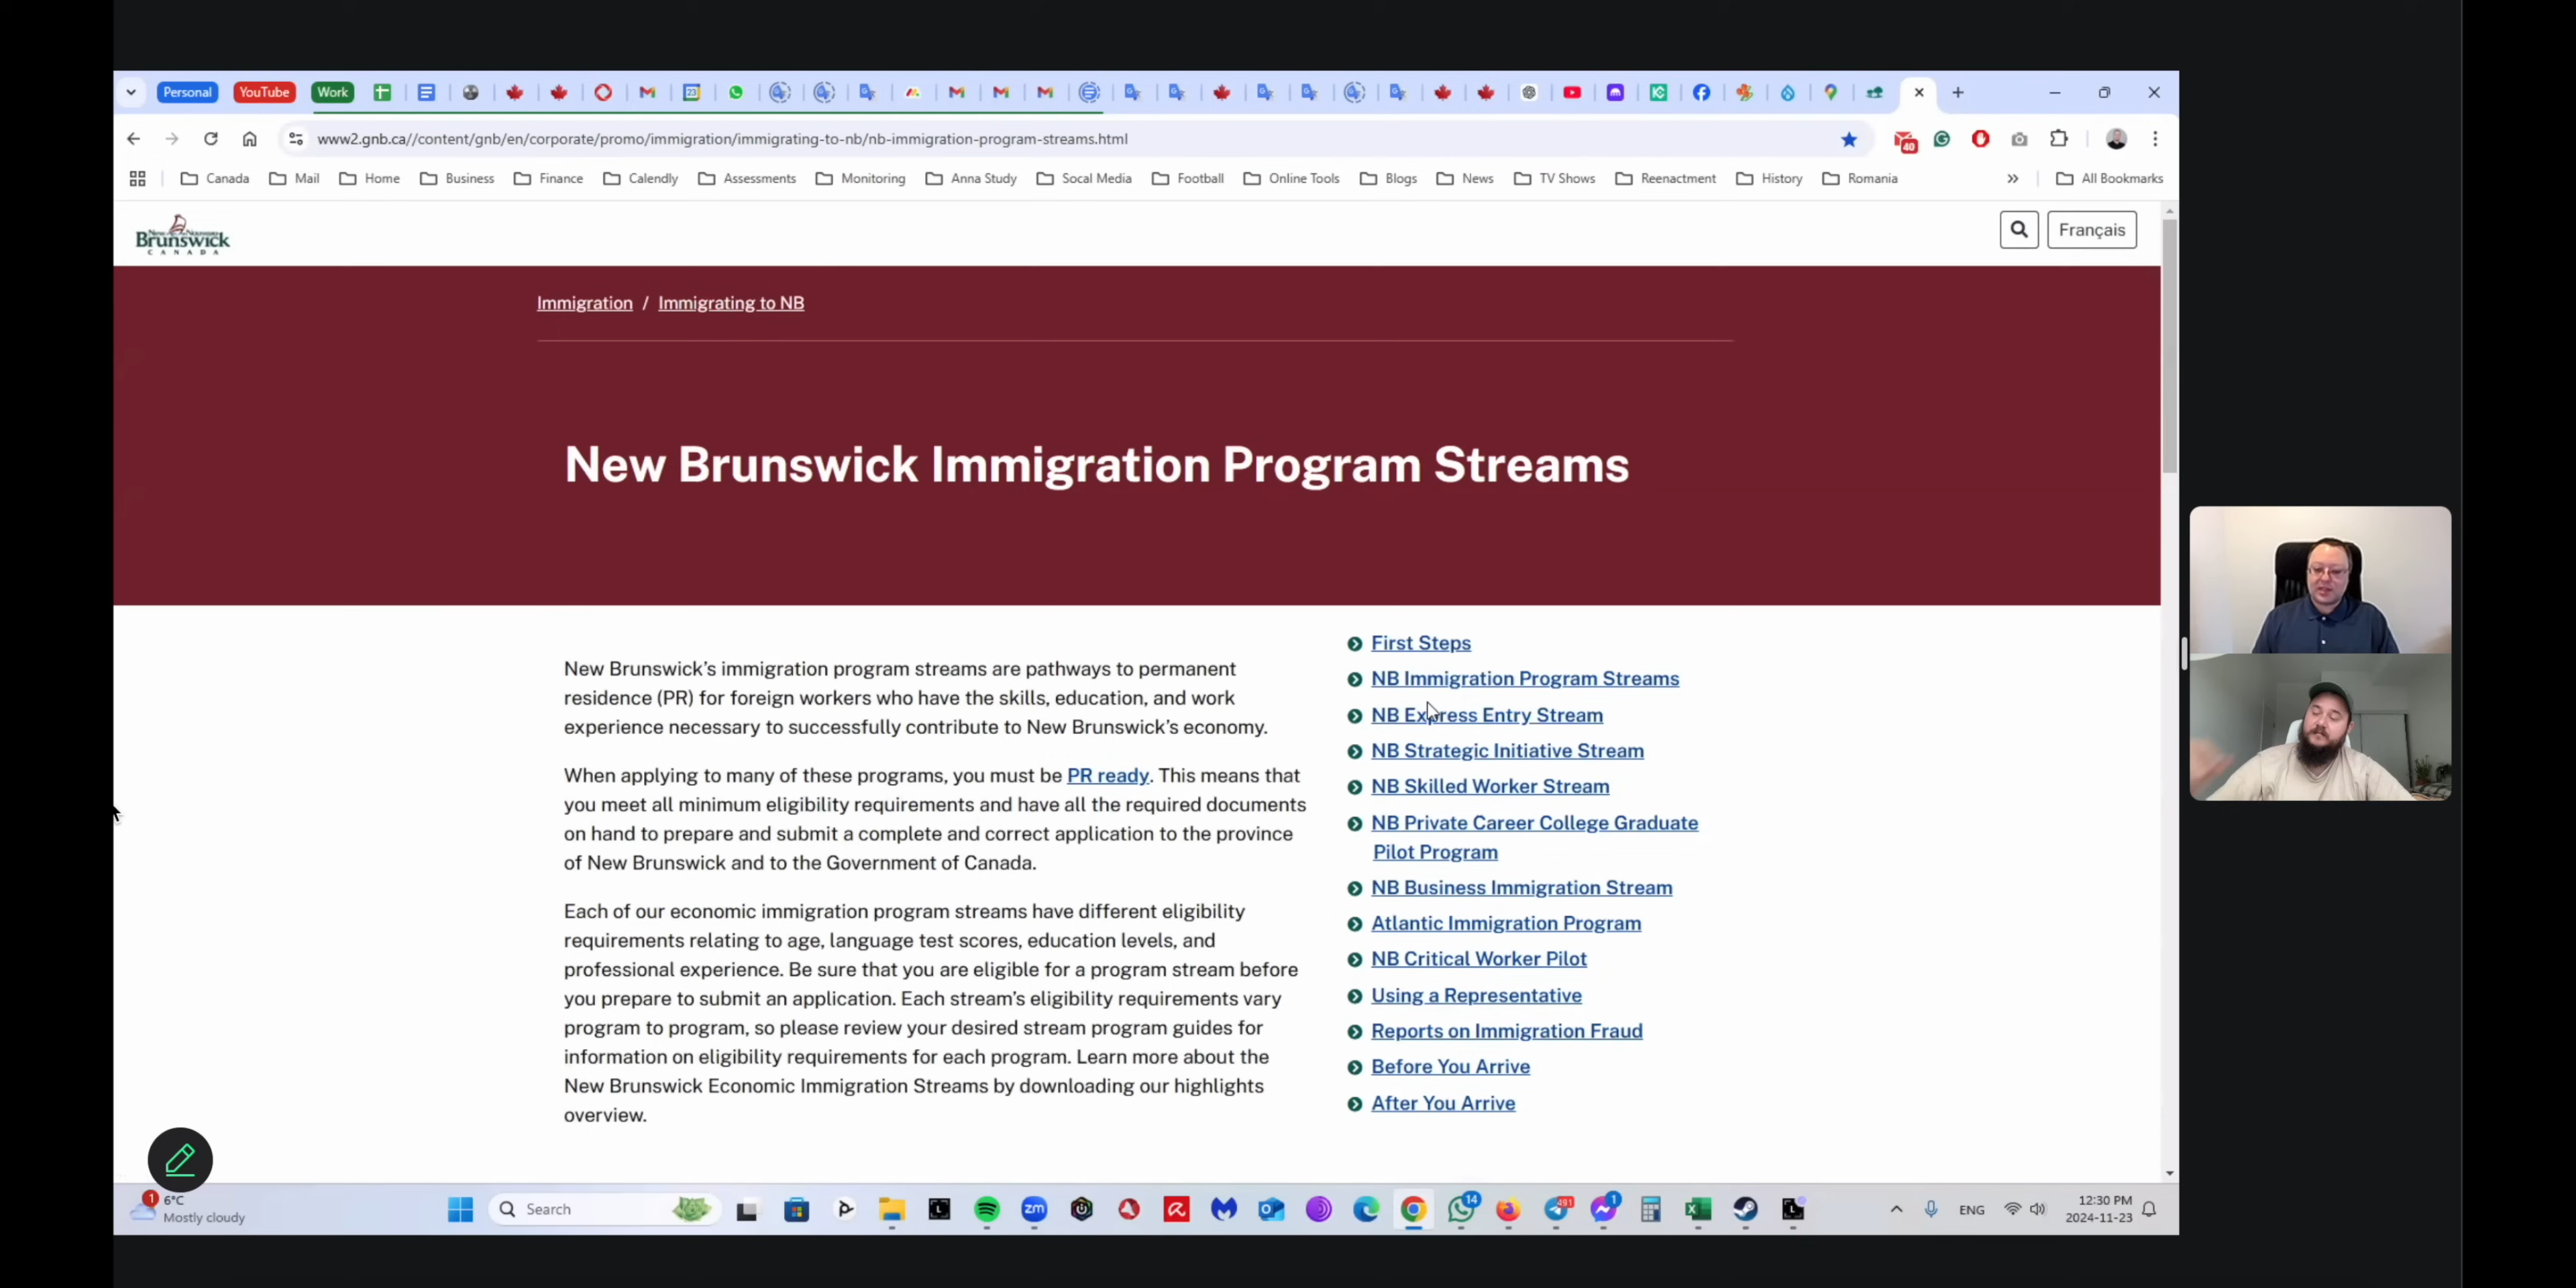 Personal YouTube Work
www2.gnb.ca//content/gnb/en/corporate/promo/immigration/immigrating-to-nb/nb-immigration-program-streams.html
40
Canada Mail Home Business Finance Calendly Assessments Monitoring Anna Study Socal Media Football Online Tools Blogs News TV Shows Reenactment History Romania » All Bookmarks
Brunswick
CANADA
Français
Immigration / Immigrating to NB
New Brunswick Immigration Program Streams
New Brunswick's immigration program streams are pathways to permanent
residence (PR) for foreign workers who have the skills, education, and work
experience necessary to successfully contribute to New Brunswick's economy.
When applying to many of these programs, you must be PR ready. This means that
you meet all minimum eligibility requirements and have all the required documents
on hand to prepare and submit a complete and correct application to the province
of New Brunswick and to the Government of Canada.
Each of our economic immigration program streams have different eligibility
requirements relating to age, language test scores, education levels, and
professional experience. Be sure that you are eligible for a program stream before
you prepare to submit an application. Each stream's eligibility requirements vary
program to program, so please review your desired stream program guides for
information on eligibility requirements for each program. Learn more about the
New Brunswick Economic Immigration Streams by downloading our highlights
overview.
First Steps
NB Immigration Program Streams
NB Express Entry Stream
NB Strategic Initiative Stream
NB Skilled Worker Stream
NB Private Career College Graduate
Pilot Program
NB Business Immigration Stream
Atlantic Immigration Program
NB Critical Worker Pilot
Using a Representative
Reports on Immigration Fraud
Before You Arrive
After You Arrive
1
6°C
Mostly cloudy
Search
zm
14
491
1
ENG
12:30 PM
2024-11-23